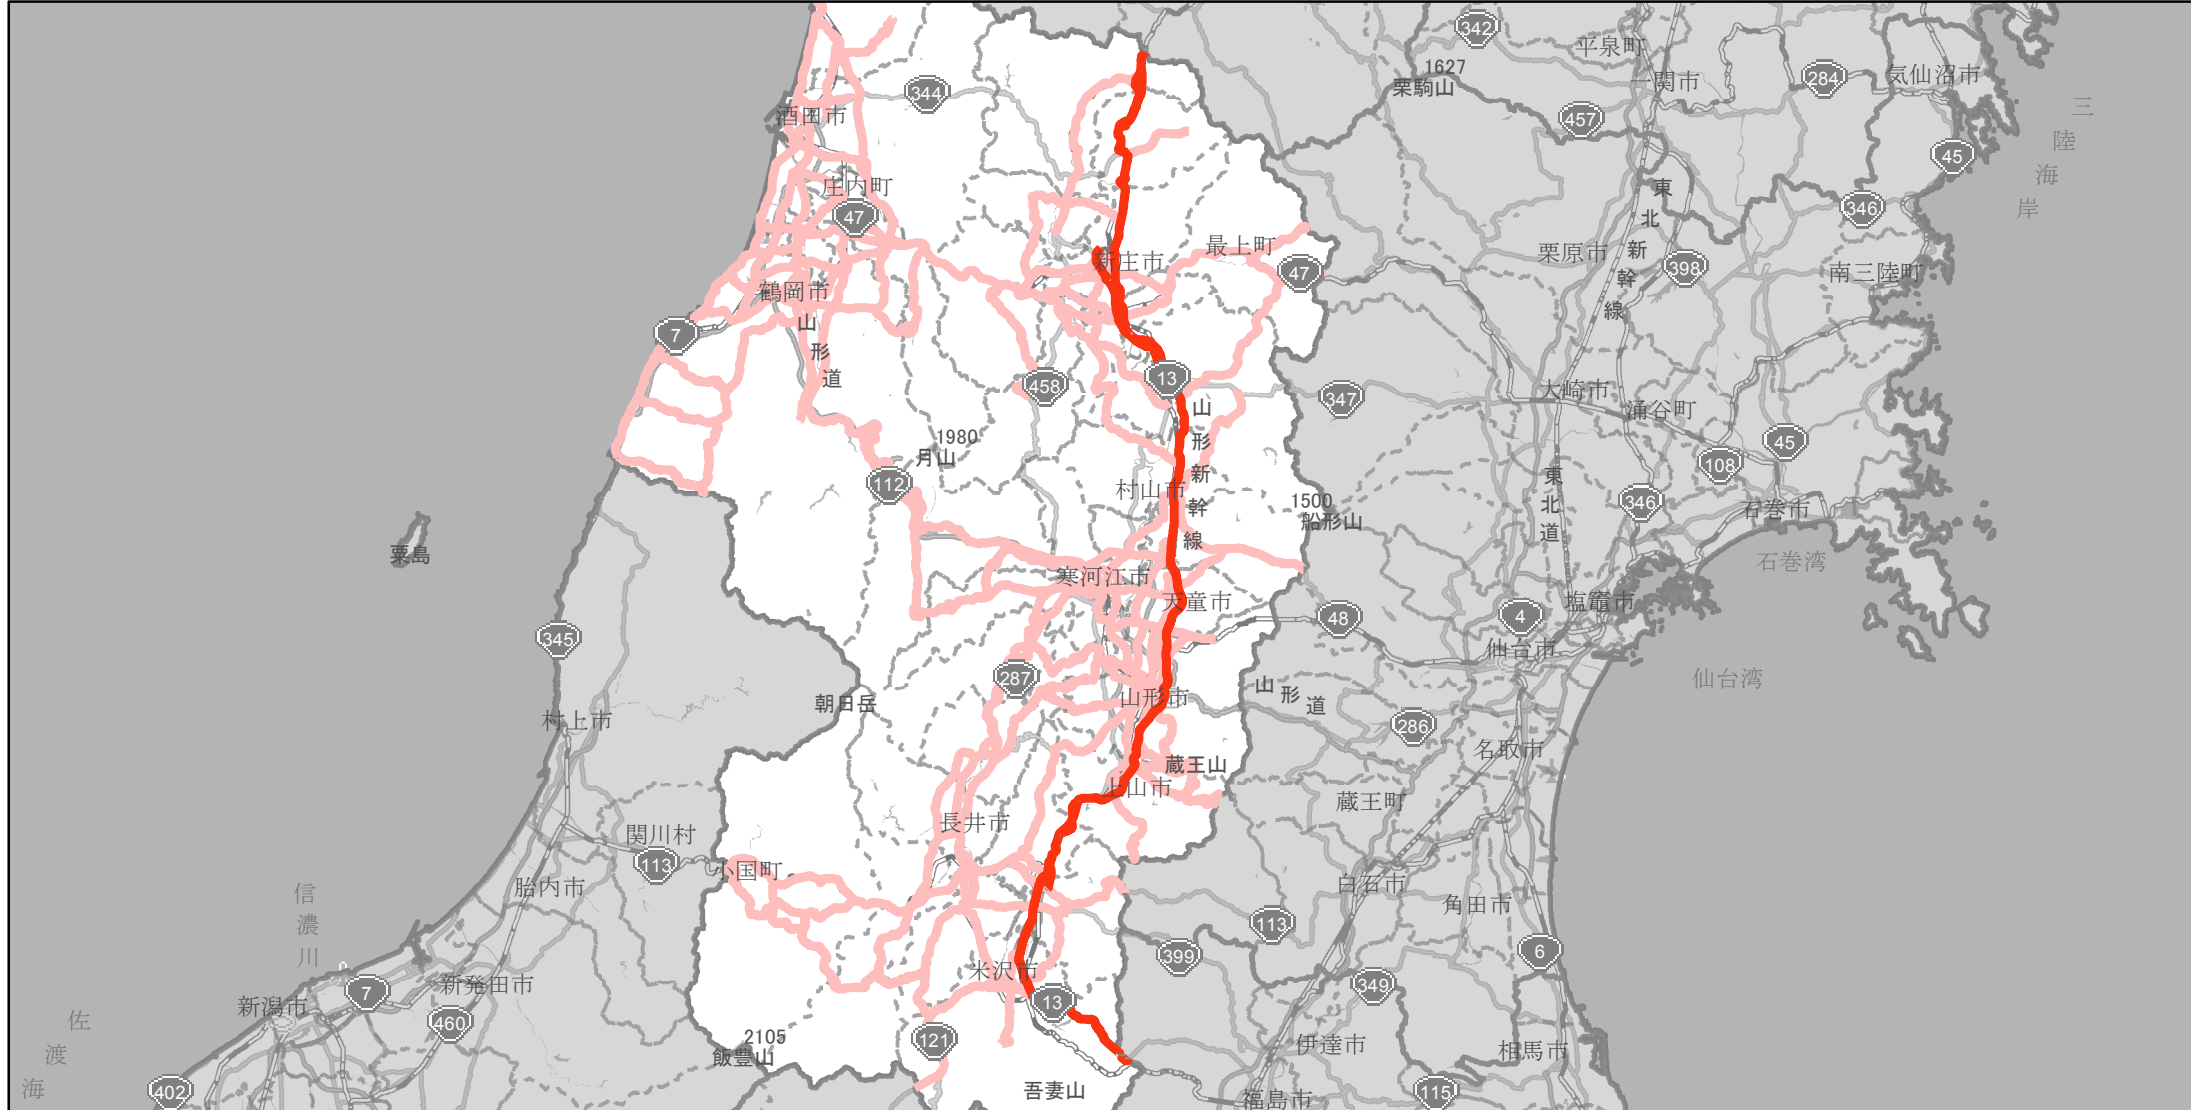 342
平泉町
1627
栗駒山
一関市
284
気仙沼市
344
酒田市
457
三陸海岸
45
庄内町
47
東北新幹線
346
最上町
新庄市
栗原市
398
南三陸町
47
鶴岡市
7
山形道
13
458
347
大崎市
涌谷町
山形新幹線
1980
月山
45
108
112
村山市
1500
船形山
東北道
346
石巻市
粟島
石巻湾
寒河江市
天童市
塩竈市
48
4
345
仙台市
287
仙台湾
山形市
山形道
朝日岳
村上市
286
名取市
蔵王山
上山市
蔵王町
長井市
関川村
113
小国町
胎内市
白石市
信濃川
角田市
113
399
6
米沢市
349
新発田市
7
新潟市
13
460
佐渡海
2105
飯豊山
121
伊達市
相馬市
402
吾妻山
福島市
115